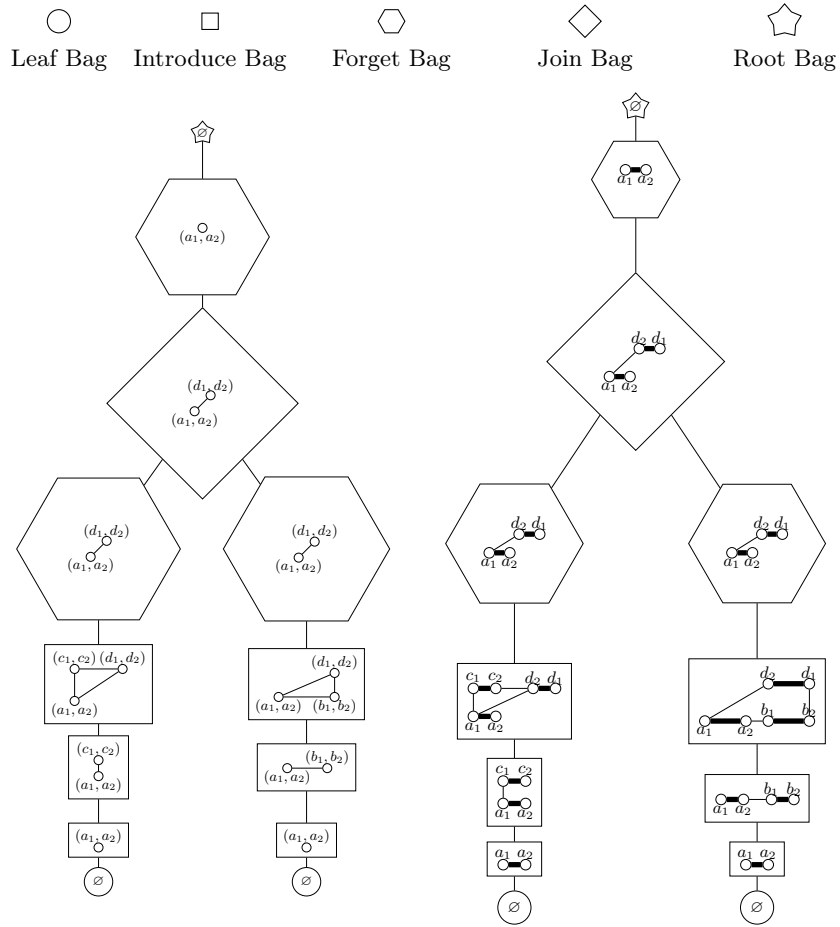 Leaf Bag Introduce Bag Forget Bag Join Bag Root Bag
∅
(a₁, a₂)
(d₁, d₂)
(a₁, a₂)
(d₁, d₂)
(a₁, a₂)
(d₁, d₂)
(a₁, a₂)
(c₁, c₂) (d₁, d₂)
(a₁, a₂)
(d₁, d₂)
(a₁, a₂) (b₁, b₂)
(c₁, c₂)
(a₁, a₂)
(b₁, b₂)
(a₁, a₂)
(a₁, a₂)
(a₁, a₂)
∅
∅
∅
a₁ a₂
d₂ d₁
a₁ a₂
d₂ d₁
a₁ a₂
d₂ d₁
a₁ a₂
c₁ c₂ d₂ d₁
a₁ a₂
d₂ d₁
a₁ a₂ b₁ b₂
c₁ c₂
a₁ a₂
b₁ b₂
a₁ a₂
a₁ a₂
a₁ a₂
∅
∅